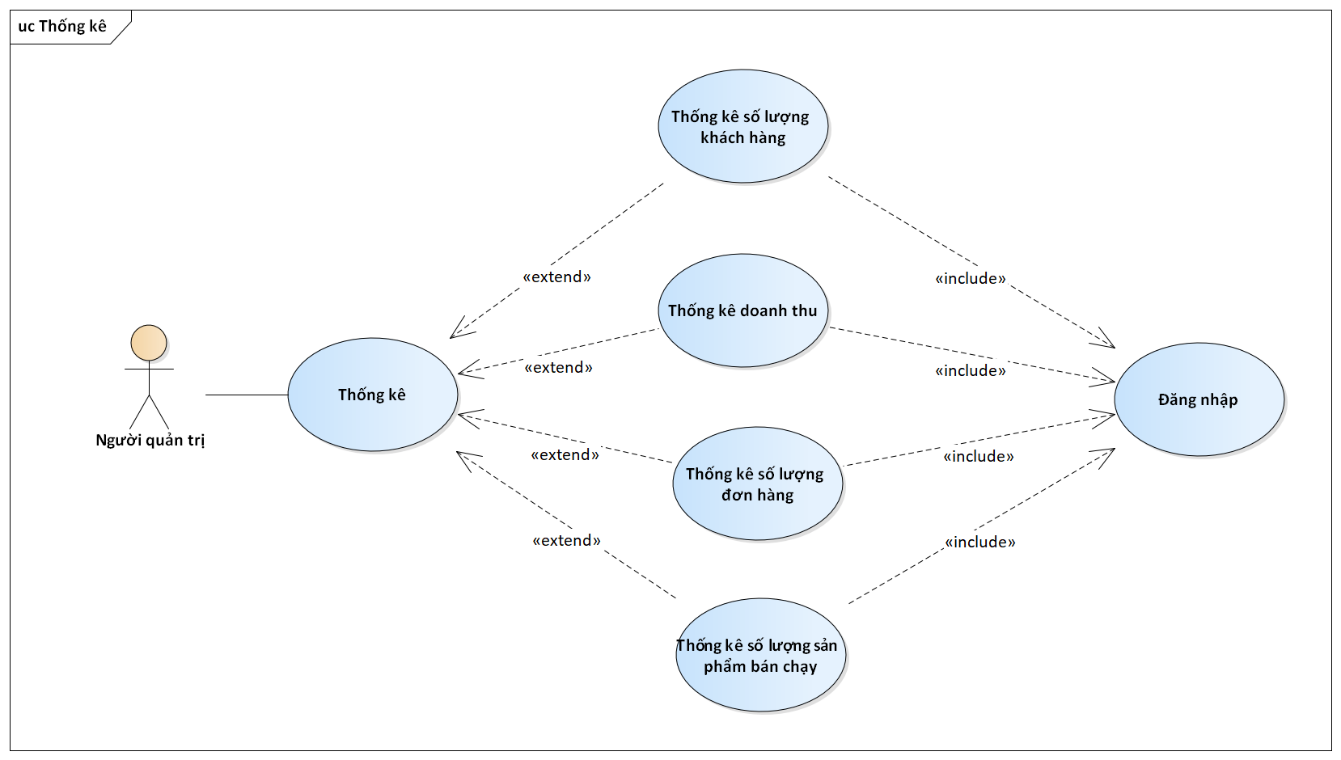 uc Thống kê
Thống kê số lượng
khách hàng
«extend»
«include»
Thống kê doanh thu
«extend»
«include»
Thống kê
Đăng nhập
Người quản trị
«extend»
«include»
Thống kê số lượng
đơn hàng
«extend»
«include»
Thống kê số lượng sản
phẩm bán chạy